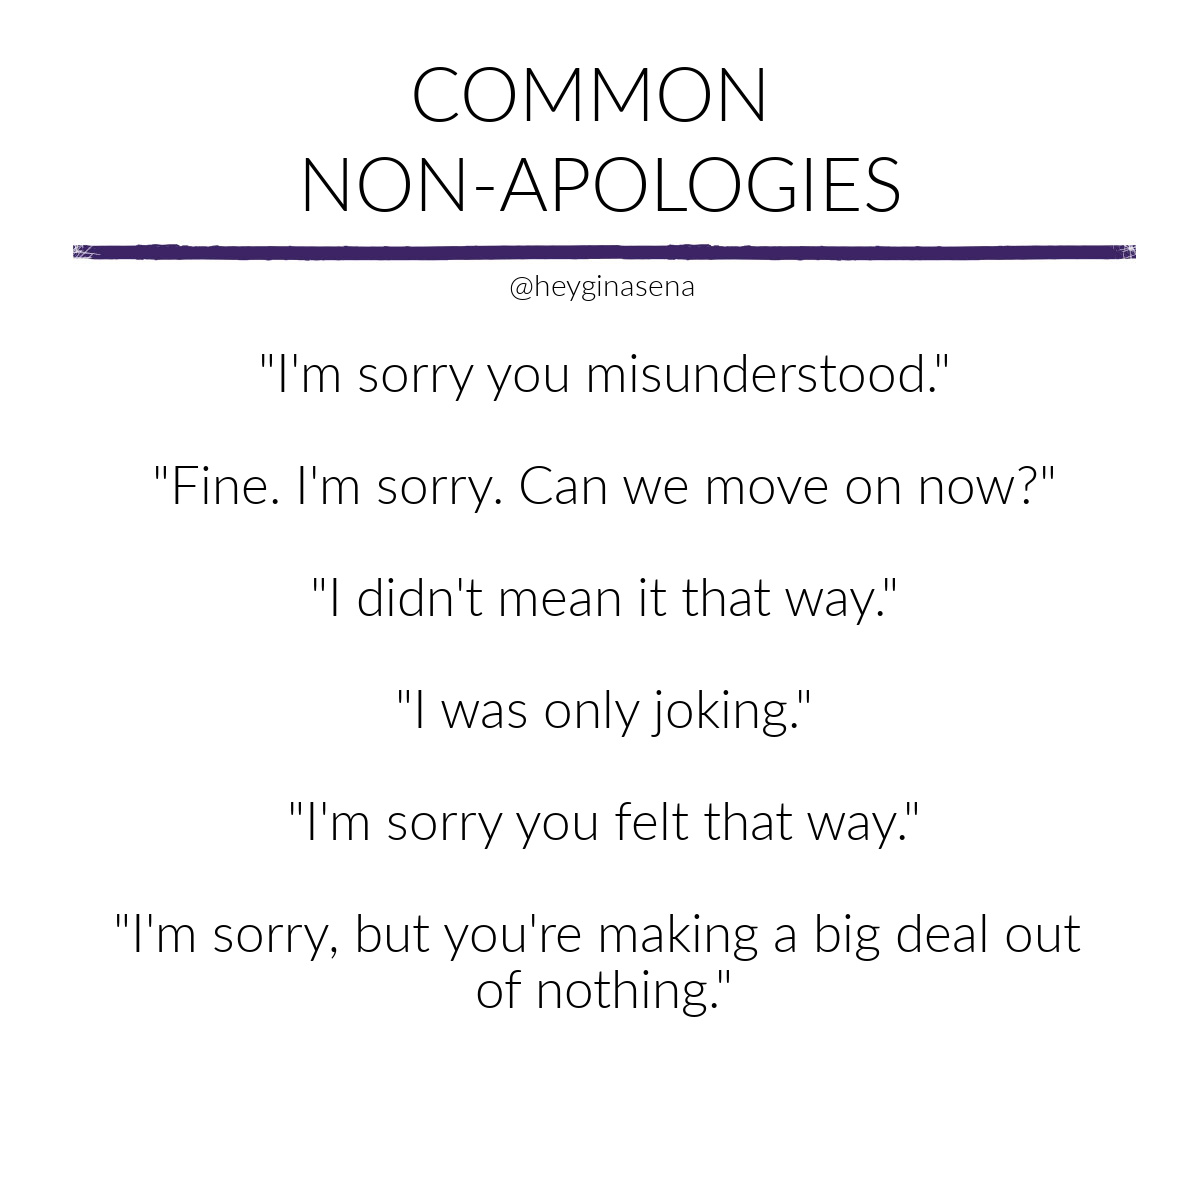 COMMON
NON-APOLOGIES
@heyginasena
"I'm sorry you misunderstood."
"Fine. I'm sorry. Can we move on now?"
"I didn't mean it that way."
"I was only joking."
"I'm sorry you felt that way."
"I'm sorry, but you're making a big deal out
of nothing."